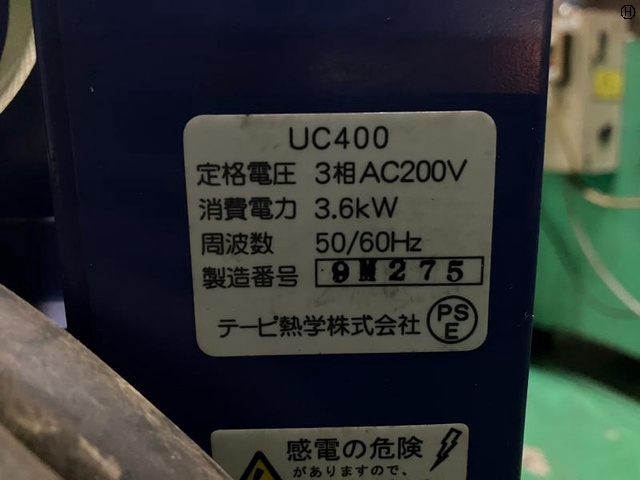 UC400
定格電圧 3相AC200V
消費電力 3.6kW
周波数 50/60Hz
製造番号 9M275
テーピ熱学株式会社 PSE
感電の危険
がありますので、
H